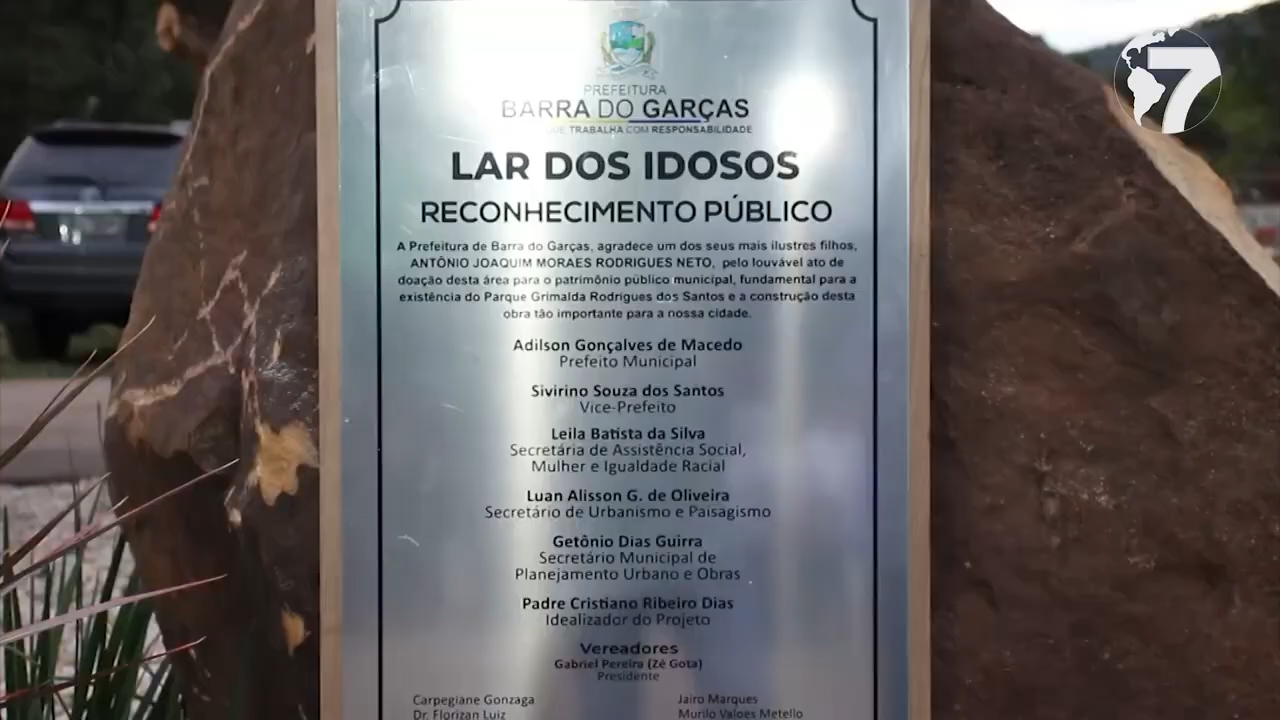 7
PREFEITURA
BARRA DO GARÇAS
QUE TRABALHA COM RESPONSABILIDADE
LAR DOS IDOSOS
RECONHECIMENTO PÚBLICO
A Prefeitura de Barra do Garças, agradece um dos seus mais ilustres filhos,
ANTÔNIO JOAQUIM MORAES RODRIGUES NETO, pelo louvável ato de
doação desta área para o patrimônio público municipal, fundamental para a
existência do Parque Grimalda Rodrigues dos Santos e a construção desta
obra tão importante para a nossa cidade.
Adilson Gonçalves de Macedo
Prefeito Municipal
Sivirino Souza dos Santos
Vice-Prefeito
Leila Batista da Silva
Secretária de Assistência Social,
Mulher e Igualdade Racial
Luan Alisson G. de Oliveira
Secretário de Urbanismo e Paisagismo
Getônio Dias Guirra
Secretário Municipal de
Planejamento Urbano e Obras
Padre Cristiano Ribeiro Dias
Idealizador do Projeto
Vereadores
Gabriel Pereira (Zé Gota)
Presidente
Carpegiane Gonzaga
Jairo Marques
Dr. Florizan Luiz
Murilo Valoes Metello